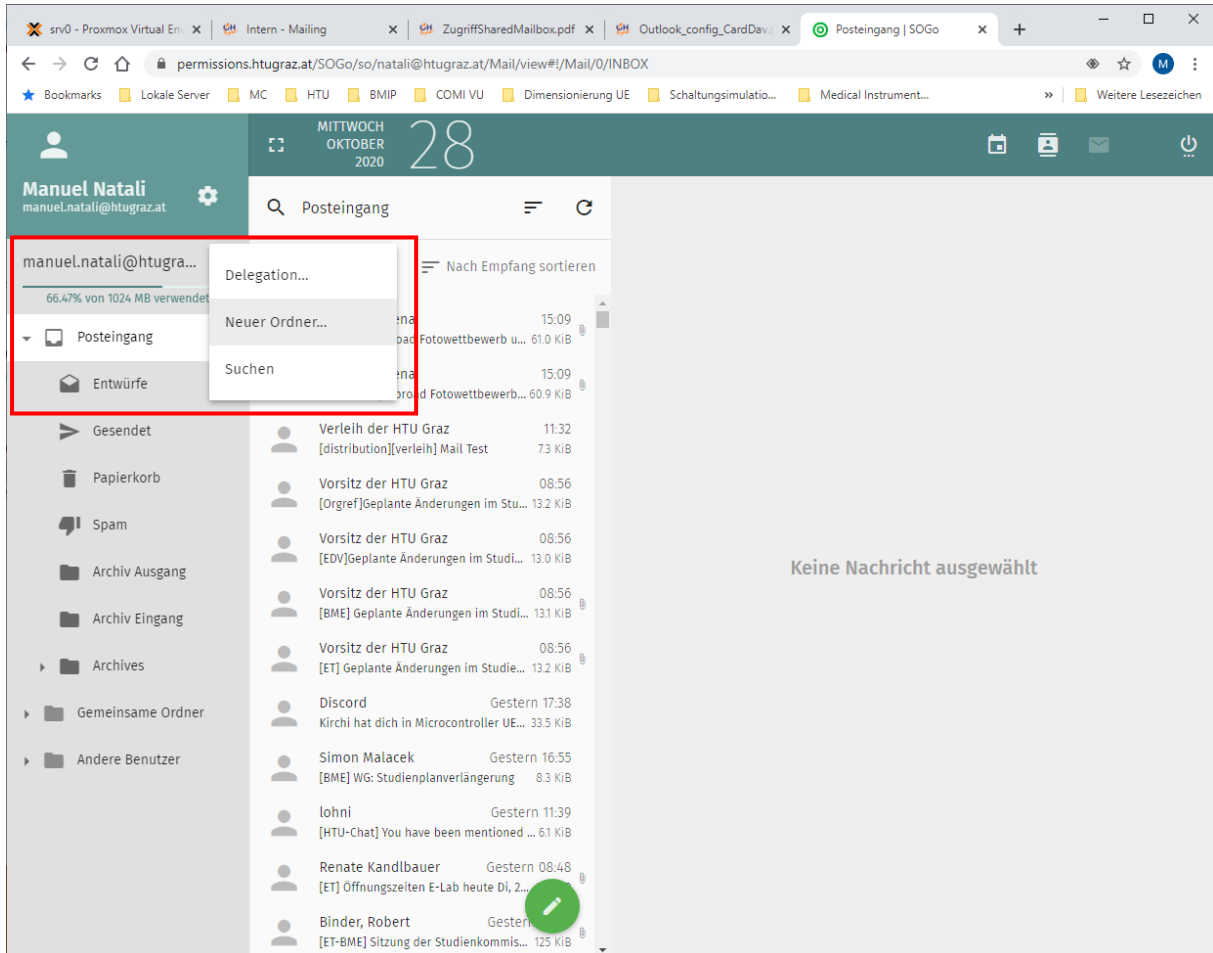 srv0 - Proxmox Virtual Env
Intern - Mailing
ZugriffSharedMailbox.pdf
Outlook_config_CardDav.p
Posteingang | SOGo
permissions.htugraz.at/SOGo/so/natali@htugraz.at/Mail/view#!/Mail/0/INBOX
M
Bookmarks
Lokale Server
MC
HTU
BMIP
COMI VU
Dimensionierung UE
Schaltungsimulatio...
Medical Instrument...
»
Weitere Lesezeichen
Manuel Natali
manuel.natali@htugraz.at
MITTWOCH
OKTOBER
2020
28
manuel.natali@htugra...
66.47% von 1024 MB verwendet
Posteingang
Entwürfe
Gesendet
Papierkorb
Spam
Archiv Ausgang
Archiv Eingang
Archives
Gemeinsame Ordner
Andere Benutzer
Delegation...
Neuer Ordner...
Suchen
Posteingang
Nach Empfang sortieren
ena 15:09
oad Fotowettbewerb u... 61.0 KiB
ena 15:09
oroad Fotowettbewerb... 60.9 KiB
Verleih der HTU Graz 11:32
[distribution][verleih] Mail Test 7.3 KiB
Vorsitz der HTU Graz 08:56
[Orgref]Geplante Änderungen im Stu... 13.2 KiB
Vorsitz der HTU Graz 08:56
[EDV]Geplante Änderungen im Studi... 13.0 KiB
Vorsitz der HTU Graz 08:56
[BME] Geplante Änderungen im Studi... 13.1 KiB
Vorsitz der HTU Graz 08:56
[ET] Geplante Änderungen im Studie... 13.2 KiB
Discord Gestern 17:38
Kirchi hat dich in Microcontroller UE... 33.5 KiB
Simon Malacek Gestern 16:55
[BME] WG: Studienplanverlängerung 8.3 KiB
lohni Gestern 11:39
[HTU-Chat] You have been mentioned ... 6.1 KiB
Renate Kandlbauer Gestern 08:48
[ET] Öffnungszeiten E-Lab heute Di, 2...
Binder, Robert Gester
[ET-BME] Sitzung der Studienkommis... 125 KiB
Keine Nachricht ausgewählt